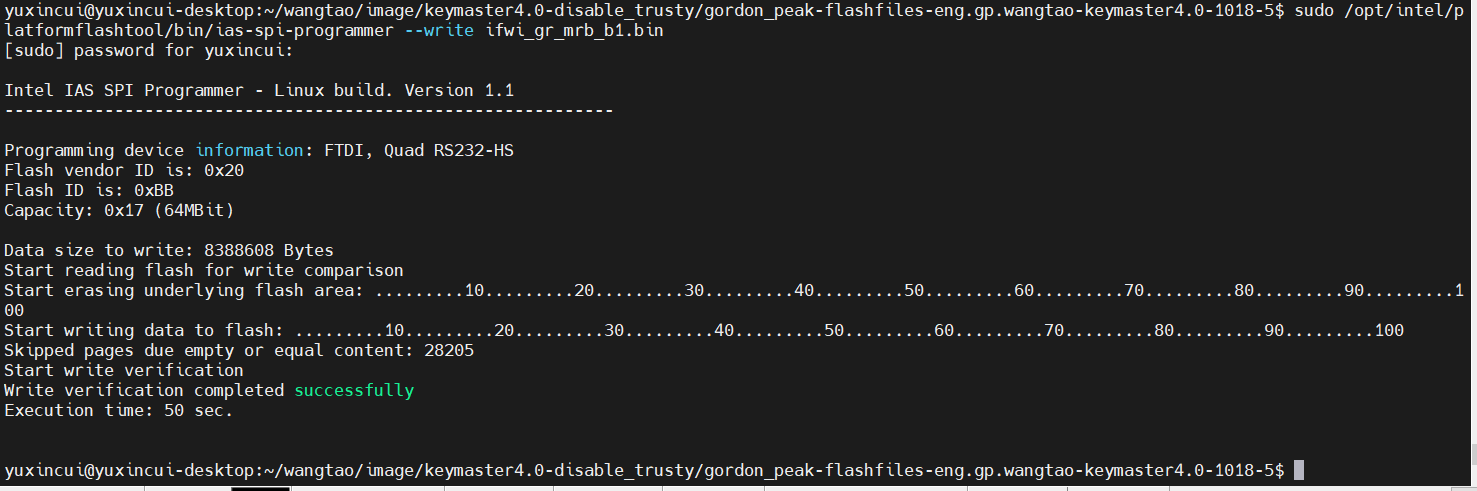 yuxincui@yuxincui-desktop:~/wangtao/image/keymaster4.0-disable_trusty/gordon_peak-flashfiles-eng.gp.wangtao-keymaster4.0-1018-5$ sudo /opt/intel/p
latformflashtool/bin/ias-spi-programmer --write ifwi_gr_mrb_b1.bin
[sudo] password for yuxincui:
Intel IAS SPI Programmer - Linux build. Version 1.1
-------------------------------------------------------------
Programming device information: FTDI, Quad RS232-HS
Flash vendor ID is: 0x20
Flash ID is: 0xBB
Capacity: 0x17 (64MBit)
Data size to write: 8388608 Bytes
Start reading flash for write comparison
Start erasing underlying flash area: .........10.........20.........30.........40.........50.........60.........70.........80.........90.........1
00
Start writing data to flash: .........10.........20.........30.........40.........50.........60.........70.........80.........90.........100
Skipped pages due empty or equal content: 28205
Start write verification
Write verification completed successfully
Execution time: 50 sec.
yuxincui@yuxincui-desktop:~/wangtao/image/keymaster4.0-disable_trusty/gordon_peak-flashfiles-eng.gp.wangtao-keymaster4.0-1018-5$